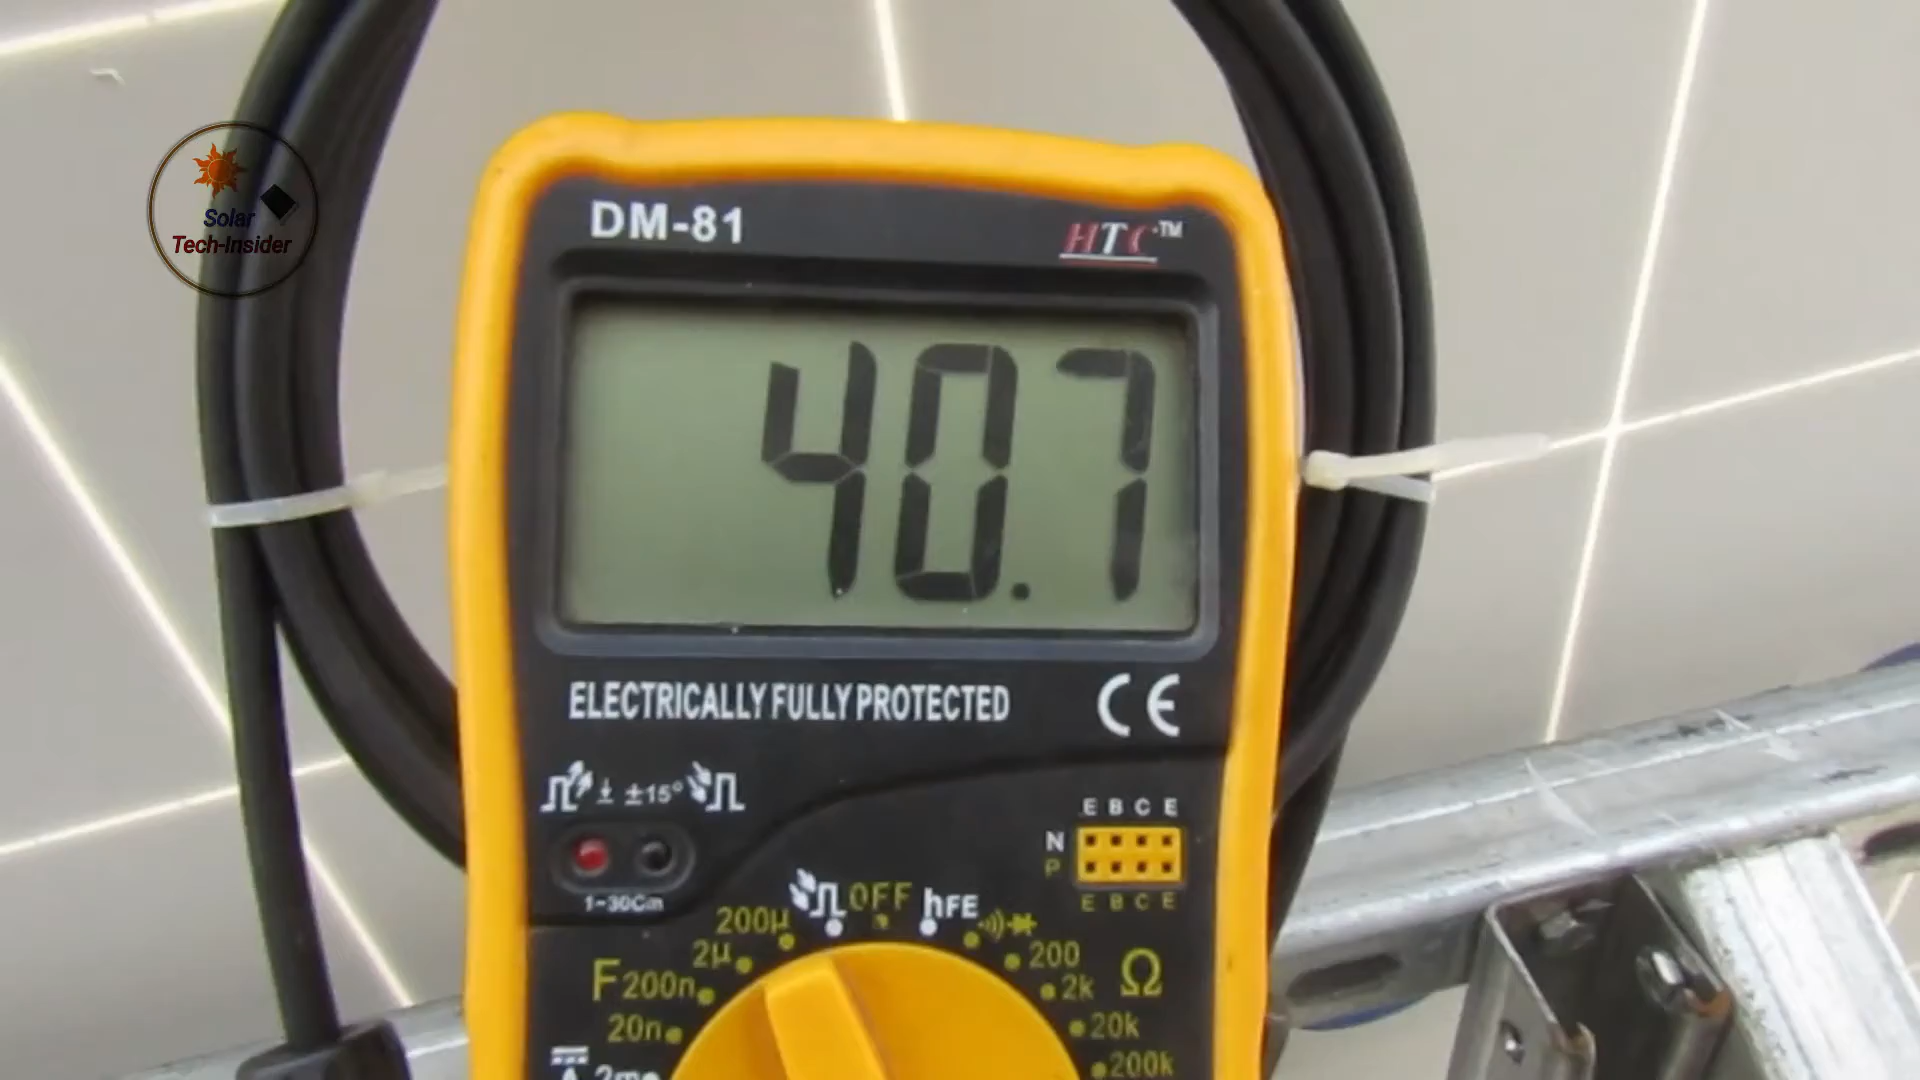 Solar
Tech-Insider
DM-81
HTC™
40.7
ELECTRICALLY FULLY PROTECTED
CE
±15°
1~30Cm
E B C E
N
P
E B C E
OFF
hFE
200µ
2µ
F 200n
20n
2m
200
Ω
2k
20k
200k